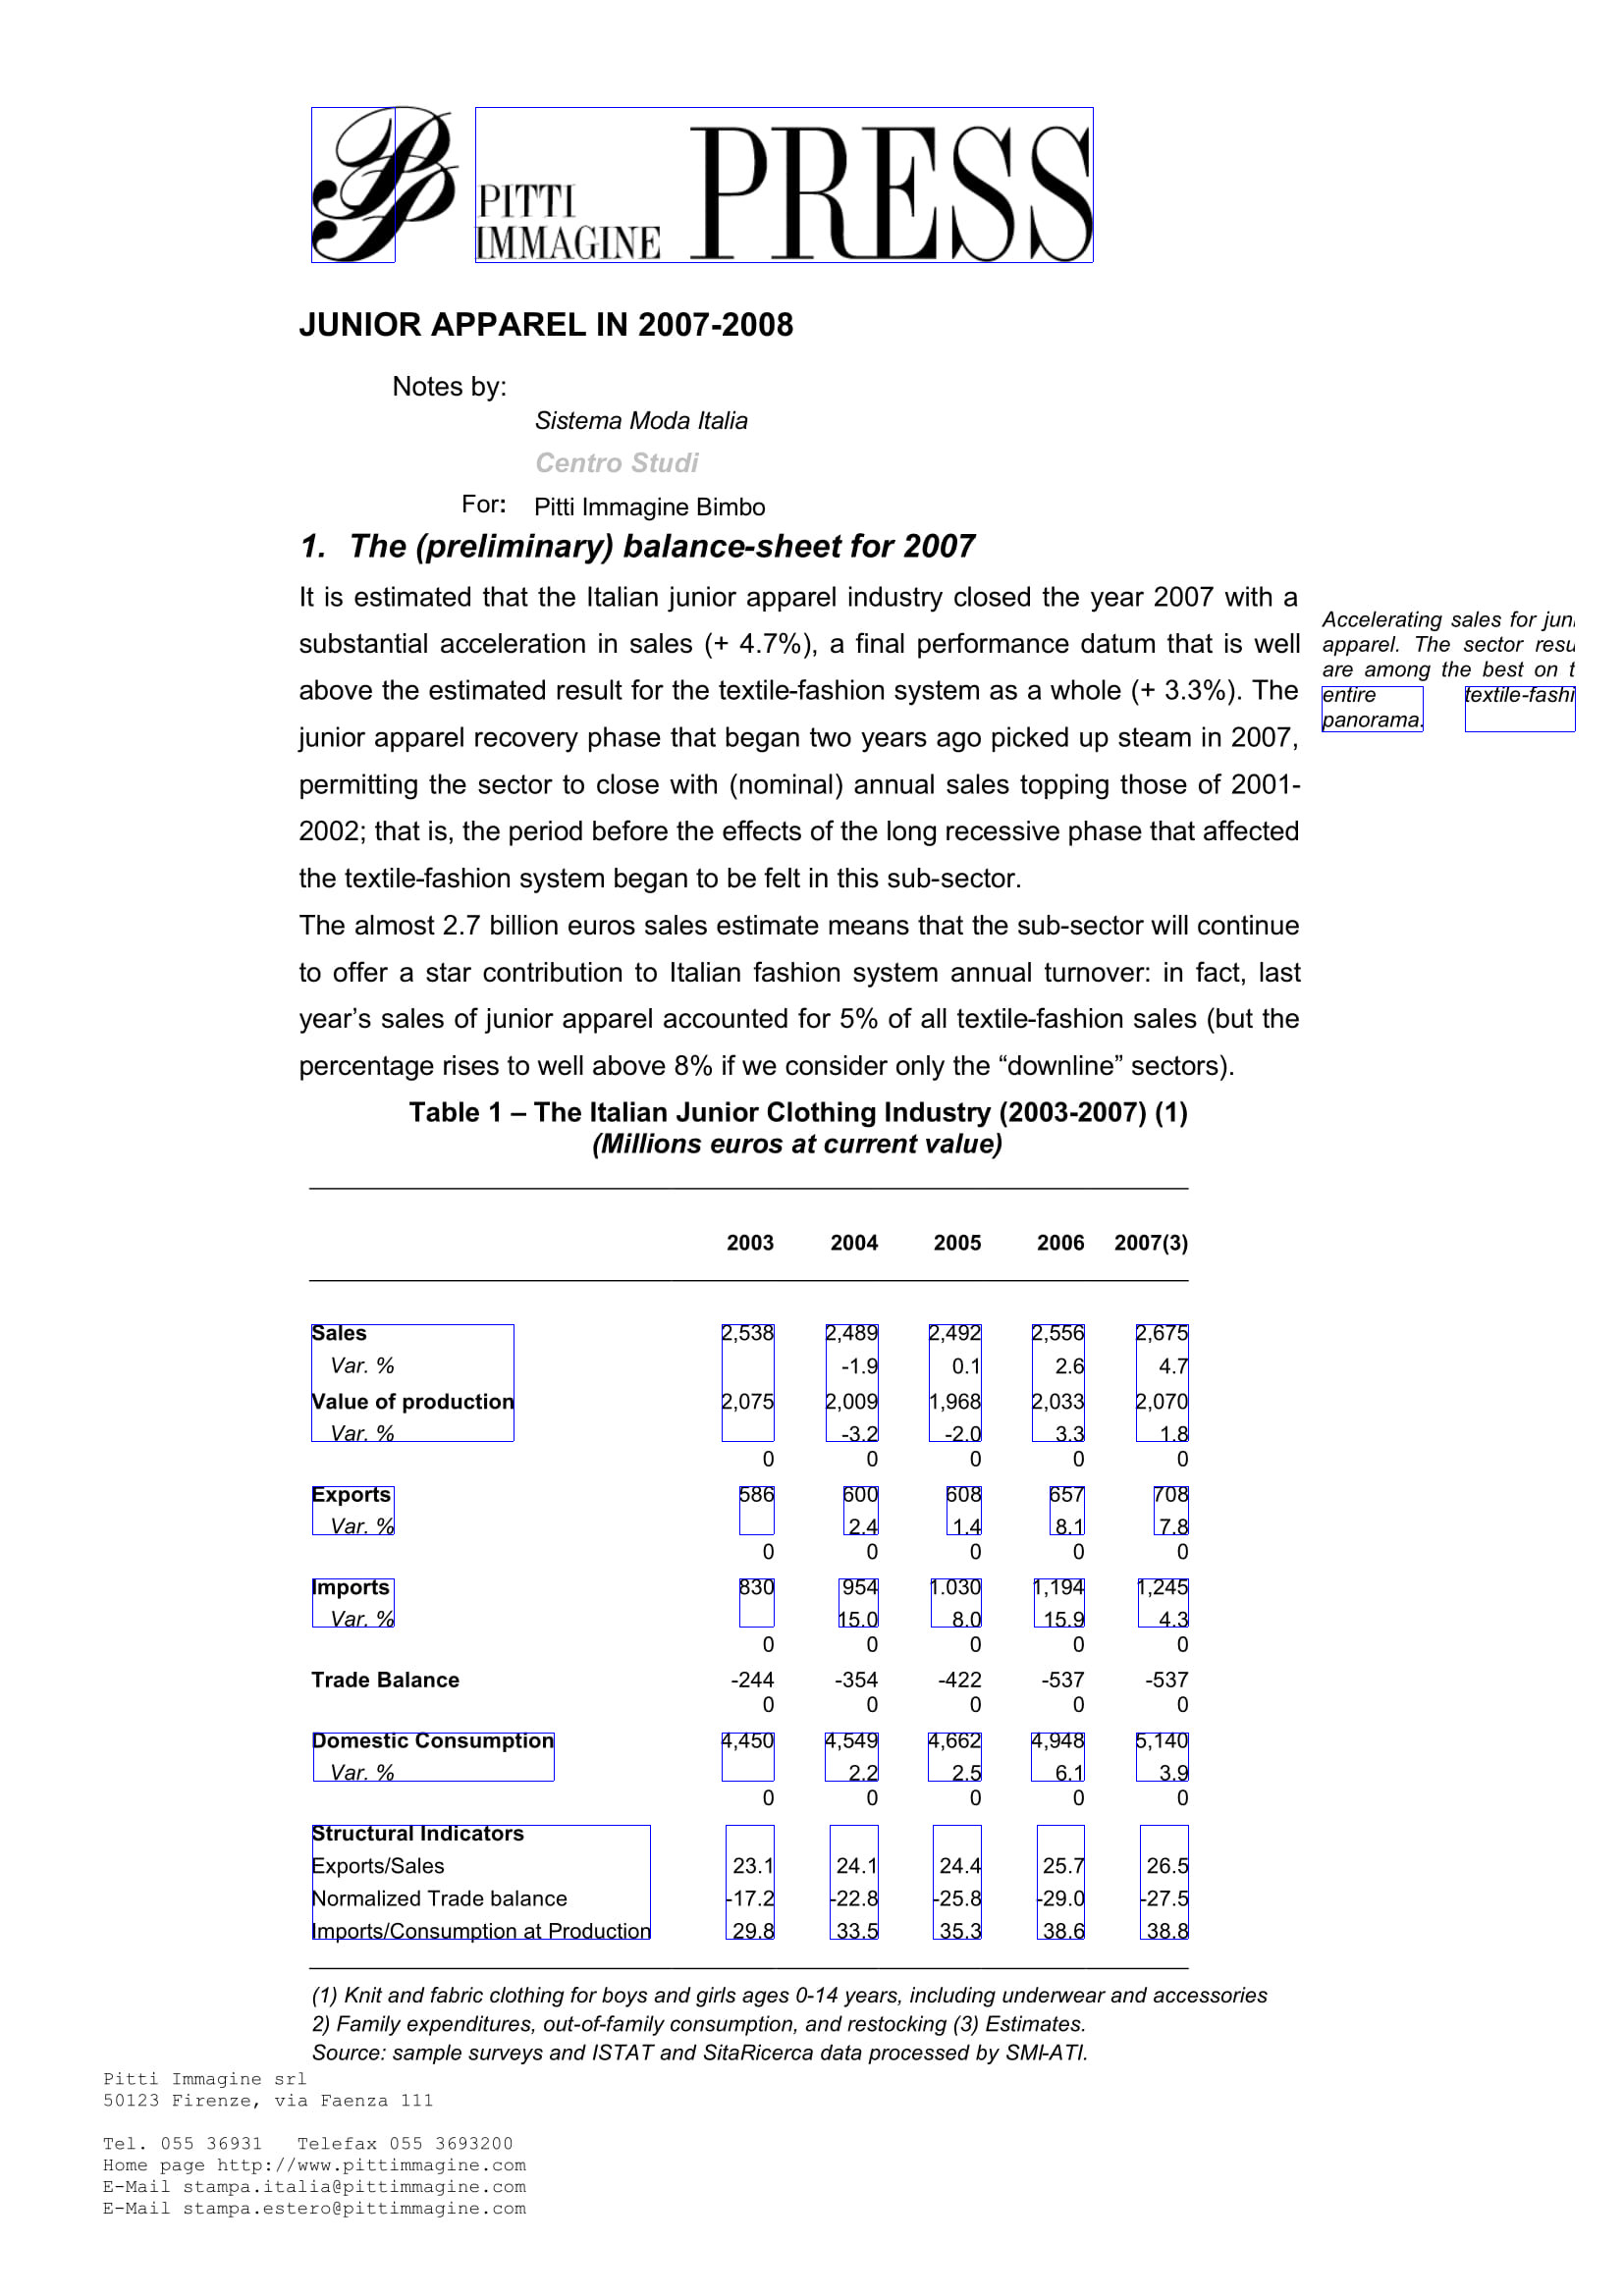 PITTI
IMMAGINE PRESS
JUNIOR APPAREL IN 2007-2008
Notes by:
Sistema Moda Italia
Centro Studi
For: Pitti Immagine Bimbo
1. The (preliminary) balance-sheet for 2007
It is estimated that the Italian junior apparel industry closed the year 2007 with a
substantial acceleration in sales (+ 4.7%), a final performance datum that is well
above the estimated result for the textile-fashion system as a whole (+ 3.3%). The
junior apparel recovery phase that began two years ago picked up steam in 2007,
permitting the sector to close with (nominal) annual sales topping those of 2001-
2002; that is, the period before the effects of the long recessive phase that affected
the textile-fashion system began to be felt in this sub-sector.
The almost 2.7 billion euros sales estimate means that the sub-sector will continue
to offer a star contribution to Italian fashion system annual turnover: in fact, last
year's sales of junior apparel accounted for 5% of all textile-fashion sales (but the
percentage rises to well above 8% if we consider only the “downline” sectors).
Accelerating sales for
apparel. The sector
are among the best on
entire
panorama.
Table 1 – The Italian Junior Clothing Industry (2003-2007) (1)
(Millions euros at current value)
2003 2004 2005 2006 2007(3)
Sales 2,538 2,489 2,492 2,556 2,675
Var. % -1.9 0.1 2.6 4.7
Value of production 2,075 2,009 1,968 2,033 2,070
Var. % -3.2 -2.0 3.3 1.8
0 0 0 0 0
Exports 586 600 608 657 708
Var. % 2.4 1.4 8.1 7.8
0 0 0 0 0
Imports 830 954 1.030 1,194 1,245
Var. % 15.0 8.0 15.9 4.3
0 0 0 0 0
Trade Balance -244 -354 -422 -537 -537
0 0 0 0 0
Domestic Consumption 4,450 4,549 4,662 4,948 5,140
Var. % 2.2 2.5 6.1 3.9
0 0 0 0 0
Structural Indicators
Exports/Sales 23.1 24.1 24.4 25.7 26.5
Normalized Trade balance -17.2 -22.8 -25.8 -29.0 -27.5
Imports/Consumption at Production 29.8 33.5 35.3 38.6 38.8
(1) Knit and fabric clothing for boys and girls ages 0-14 years, including underwear and accessories
2) Family expenditures, out-of-family consumption, and restocking (3) Estimates.
Source: sample surveys and ISTAT and SitaRicerca data processed by SMI-ATI.
Pitti Immagine srl
50123 Firenze, via Faenza 111
Tel. 055 36931 Telefax 055 3693200
Home page http://www.pittimmagine.com
E-Mail stampa.italia@pittimmagine.com
E-Mail stampa.estero@pittimmagine.com